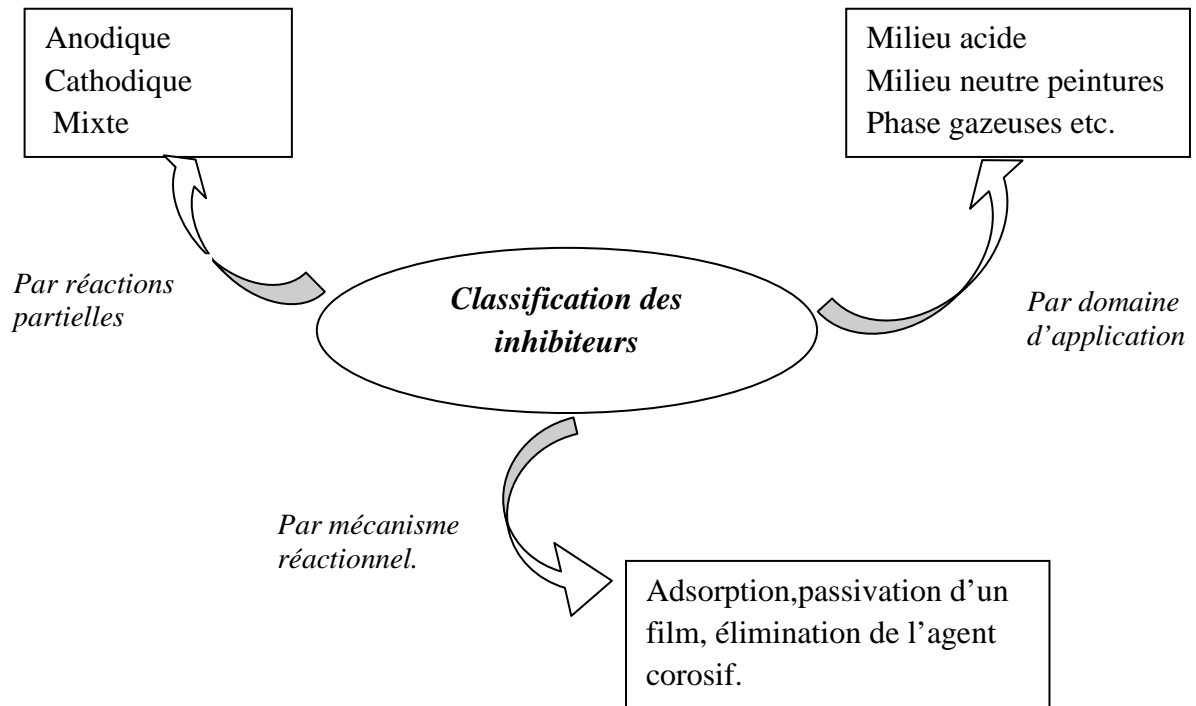 Anodique
Cathodique
Mixte
Milieu acide
Milieu neutre peintures
Phase gazeuses etc.
Par réactions
partielles
Classification des
inhibiteurs
Par domaine
d’application
Par mécanisme
réactionnel.
Adsorption,passivation d’un
film, élimination de l’agent
corosif.